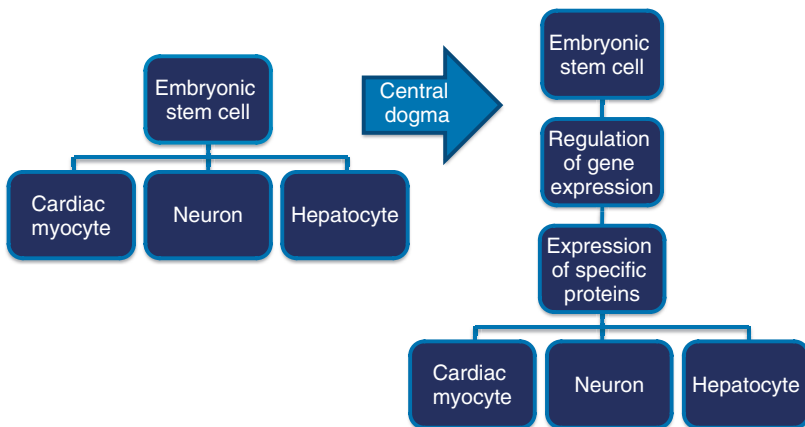 Embryonic
stem cell
Cardiac
myocyte
Neuron
Hepatocyte
Central
dogma
Embryonic
stem cell
Regulation
of gene
expression
Expression
of specific
proteins
Cardiac
myocyte
Neuron
Hepatocyte